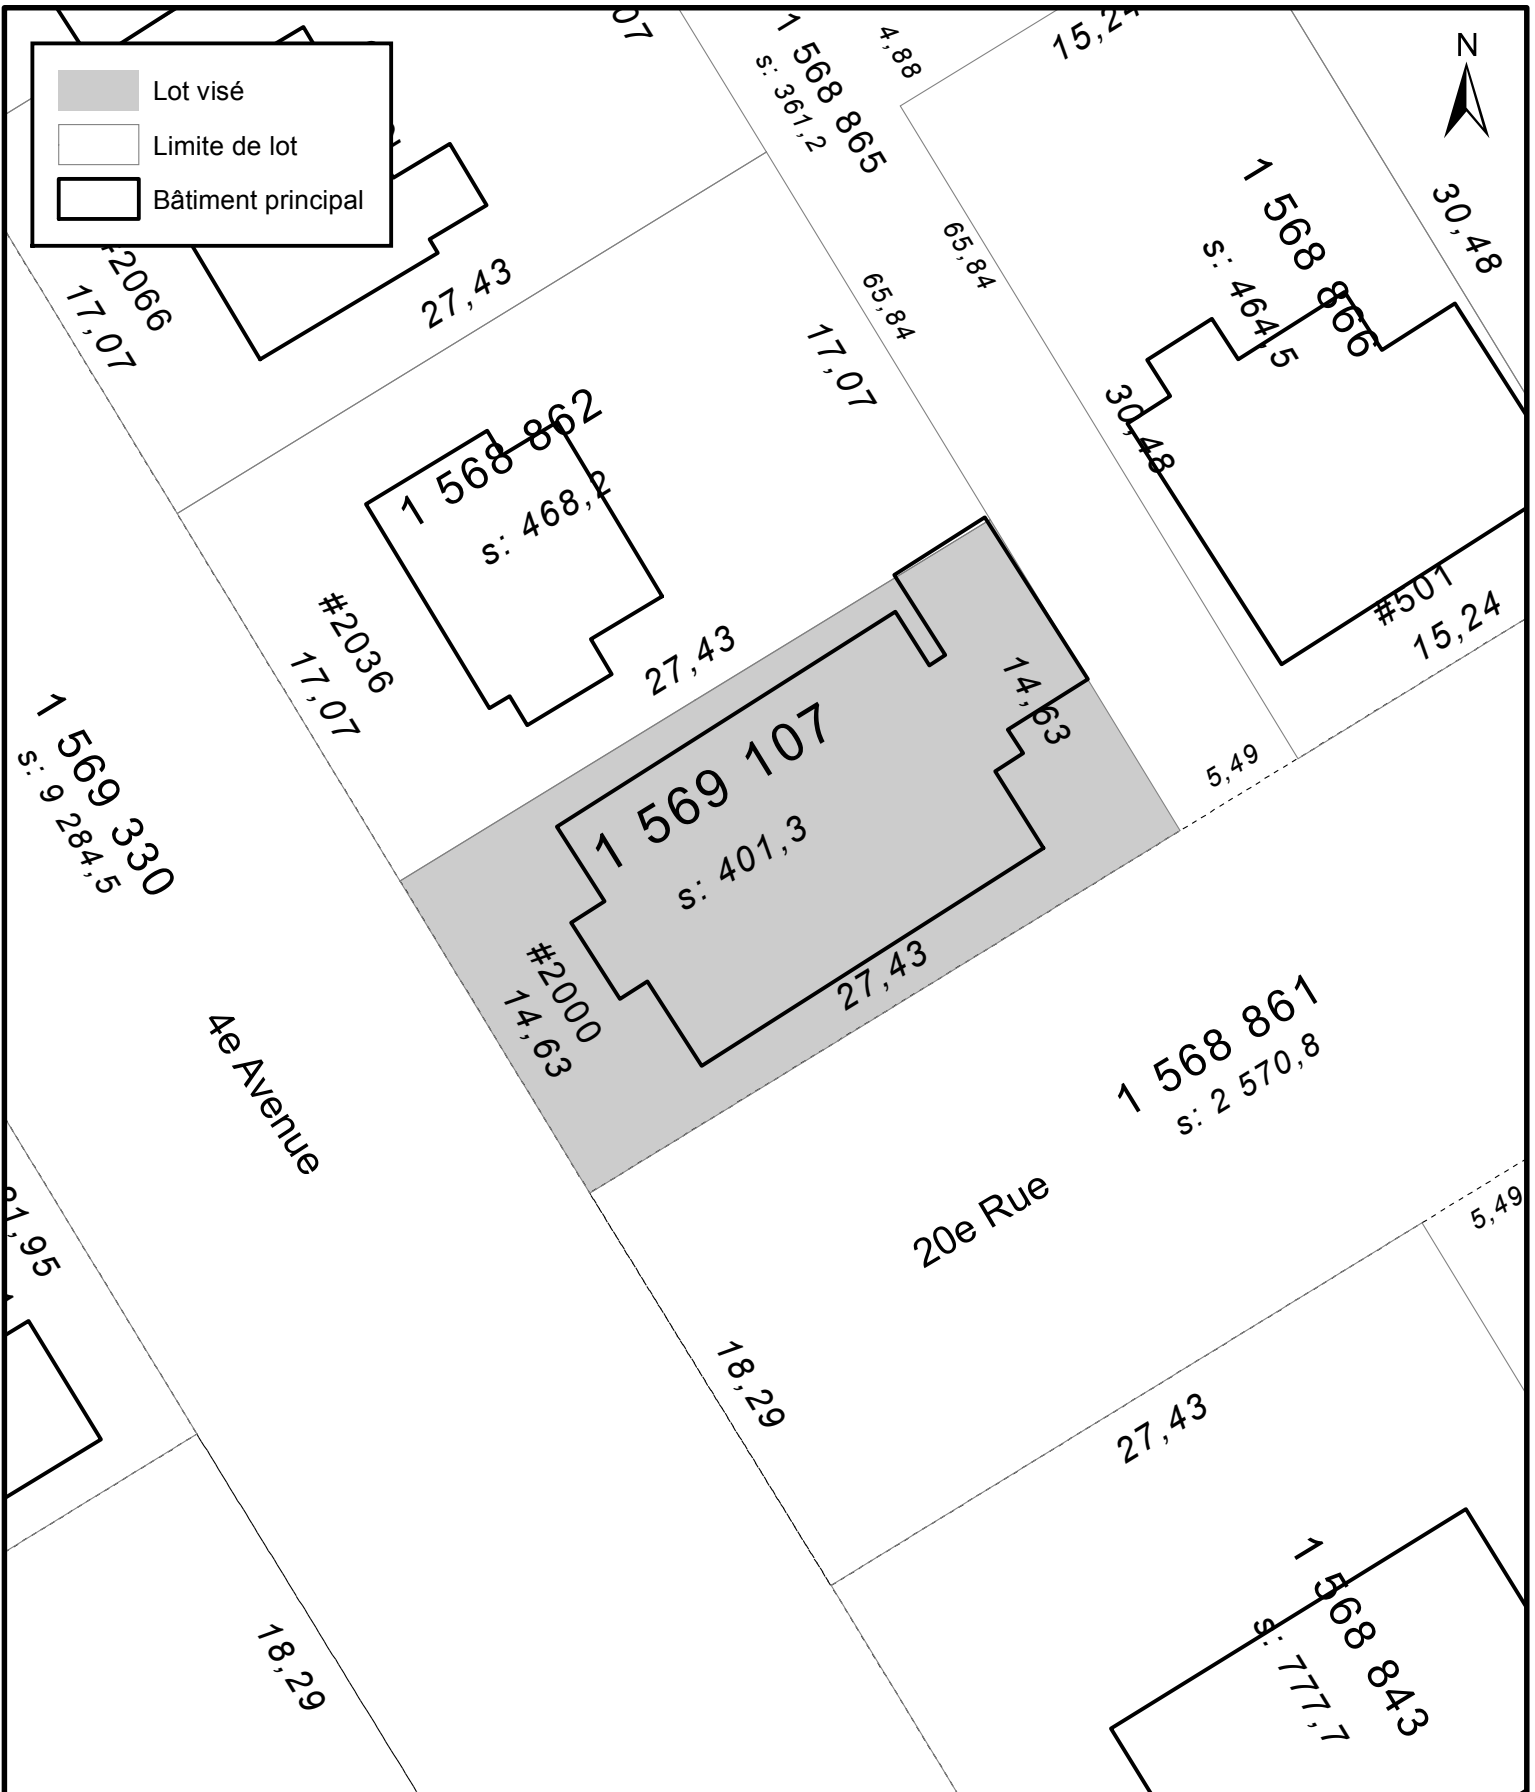 Lot visé
Limite de lot
Bâtiment principal
N
07
1 568 865
s: 361,2
4,88
30,48
1 568 866
s: 464,5
65,84
65,84
17,07
30,48
27,43
17,07
1 568 862
s: 468,2
#2036
17,07
27,43
#501
15,24
14,63
5,49
1 569 330
s: 9 284,5
1 569 107
s: 401,3
#2000
14,63
27,43
4e Avenue
1 568 861
s: 2 570,8
20e Rue
5,49
18,29
27,43
18,29
1 568 843
s: 777,7